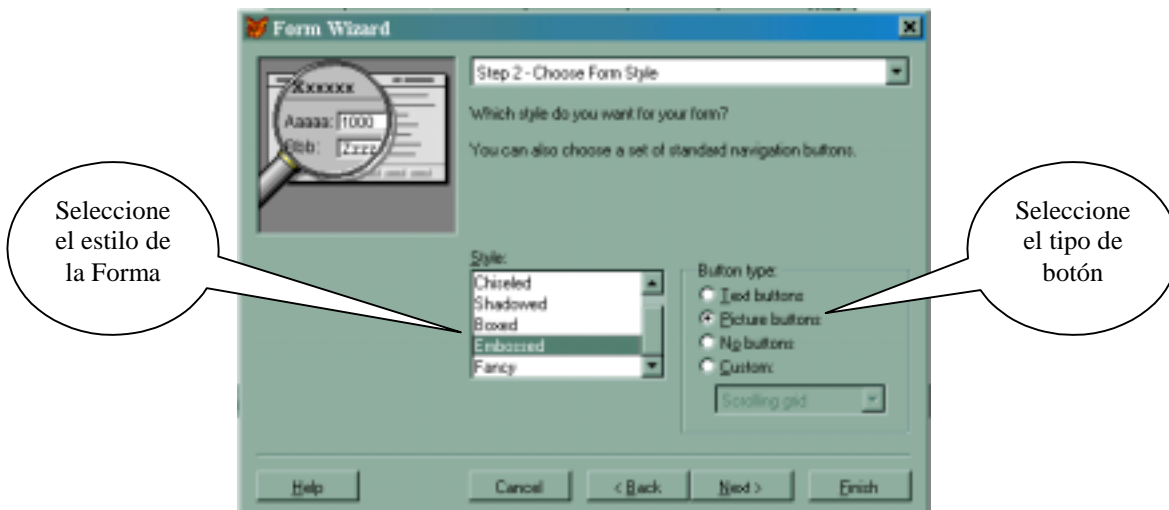 Form Wizard
Xxxxxx
Aaaaa: 1000
Bbb: Zzzz
Step 2 - Choose Form Style
Which style do you want for your form?
You can also choose a set of standard navigation buttons.
Seleccione
el estilo de
la Forma
Style:
Chiseled
Shadowed
Boxed
Embossed
Fancy
Button type:
Text buttons
Picture buttons
No buttons
Custom:
Scrolling grid
Seleccione
el tipo de
botón
Help
Cancel
< Back
Next >
Finish